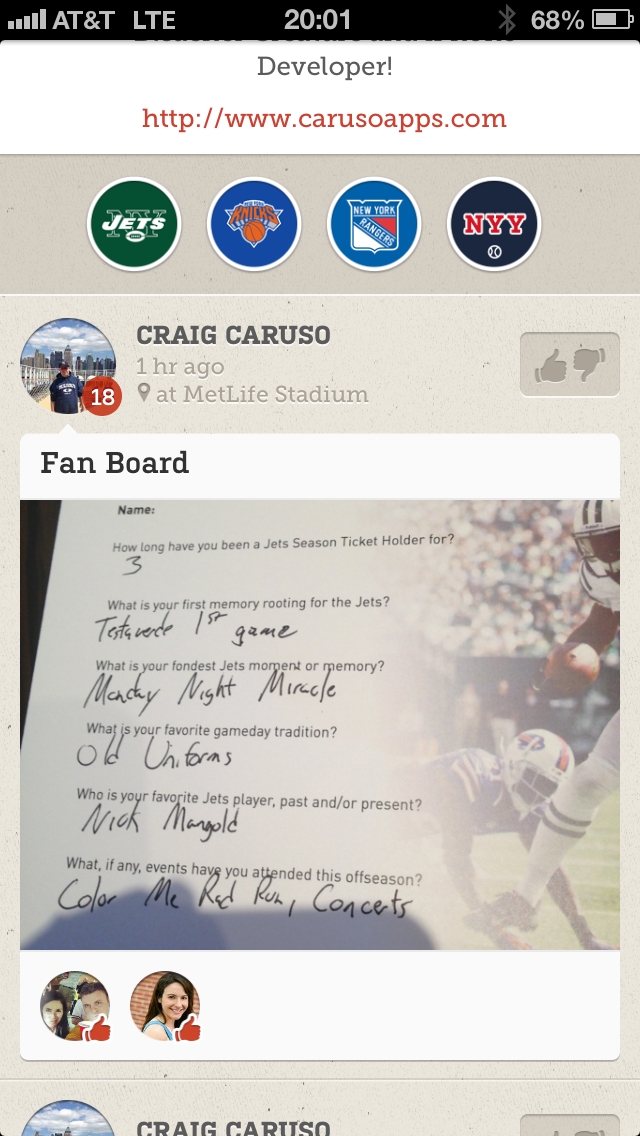 AT&T LTE 20:01 68%
Developer!
http://www.carusoapps.com
NY JETS
NEW YORK KNICKS
NEW YORK RANGERS
NYY
CRAIG CARUSO
1 hr ago
18
at MetLife Stadium
Fan Board
Name:
How long have you been a Jets Season Ticket Holder for?
3
What is your first memory rooting for the Jets?
Testaverde 1st game
What is your fondest Jets moment or memory?
Monday Night Miracle
What is your favorite gameday tradition?
Old Uniforms
Who is your favorite Jets player, past and/or present?
Nick Mangold
What, if any, events have you attended this offseason?
Color Me Rad Run, Concerts
CRAIG CARUSO